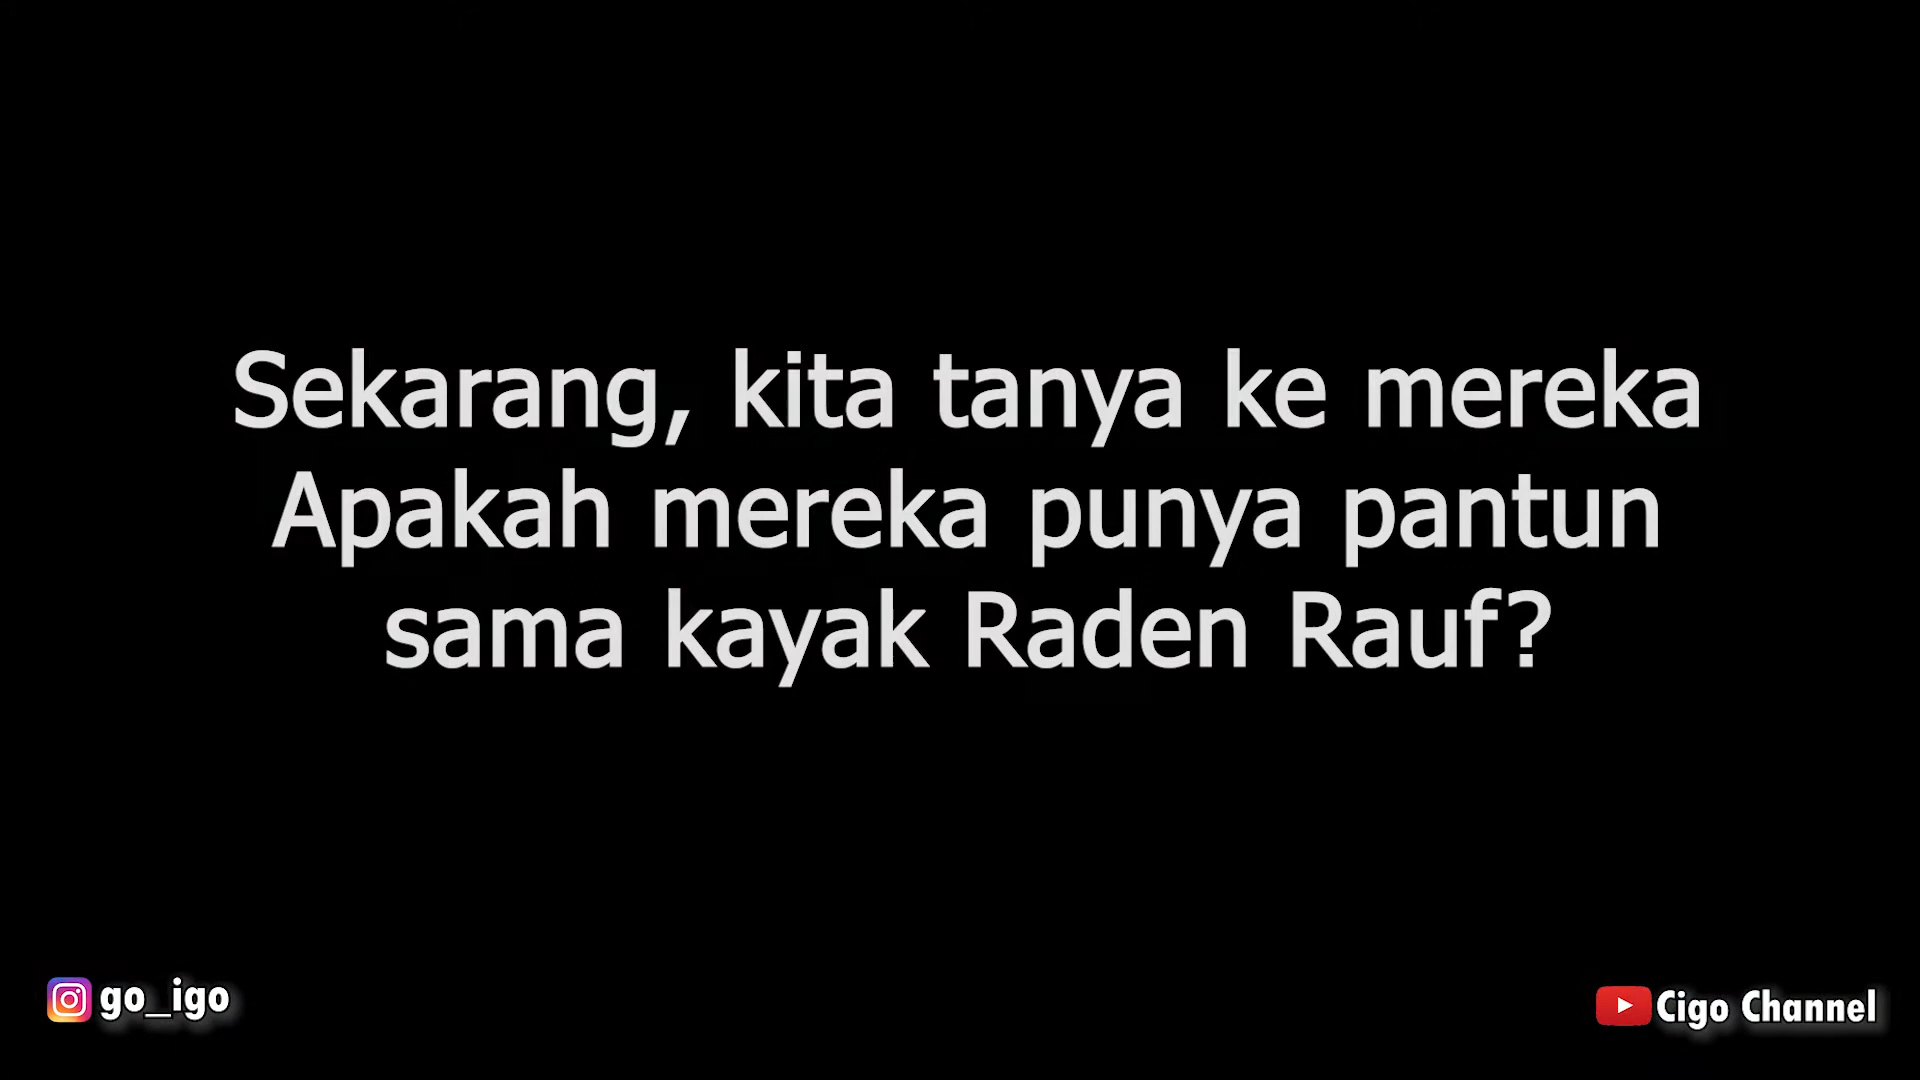 Sekarang, kita tanya ke mereka
Apakah mereka punya pantun
sama kayak Raden Rauf?
go_igo
Cigo Channel